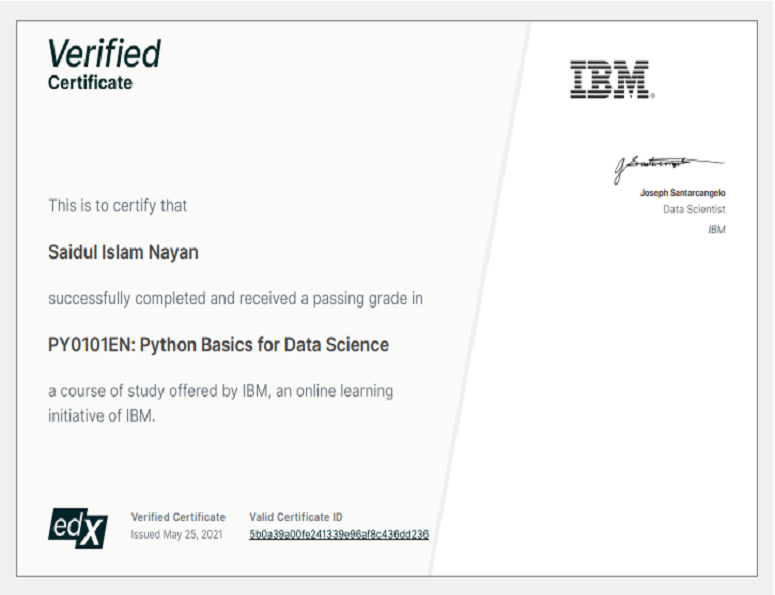 Verified
Certificate
IBM
Joseph Santarcangelo
Data Scientist
IBM
This is to certify that
Saidul Islam Nayan
successfully completed and received a passing grade in
PY0101EN: Python Basics for Data Science
a course of study offered by IBM, an online learning
initiative of IBM.
edX
Verified Certificate
Issued May 25, 2021
Valid Certificate ID
5b0a39a00fe241339e96af8c436dd236